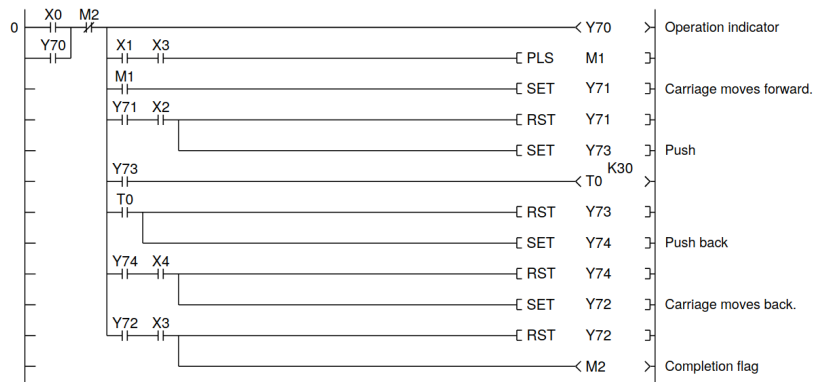 X0 M2
0 Y70 Operation indicator
Y70 X1 X3
PLS M1
M1
SET Y71 Carriage moves forward.
Y71 X2
RST Y71
SET Y73 Push
Y73 K30
T0
T0
RST Y73
SET Y74 Push back
Y74 X4
RST Y74
SET Y72 Carriage moves back.
Y72 X3
RST Y72
M2 Completion flag